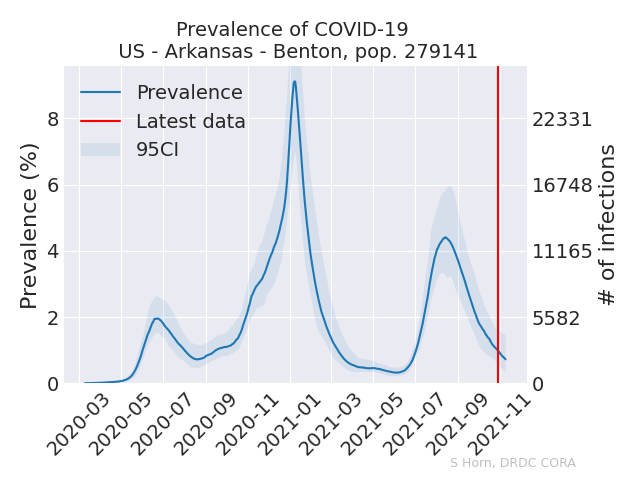 Prevalence of COVID-19
US - Arkansas - Benton, pop. 279141
Prevalence
Latest data
95CI
Prevalence (%)
8
6
4
2
0
22331
16748
11165
5582
0
# of infections
2020-03
2020-05
2020-07
2020-09
2020-11
2021-01
2021-03
2021-05
2021-07
2021-09
2021-11
S Horn, DRDC CORA